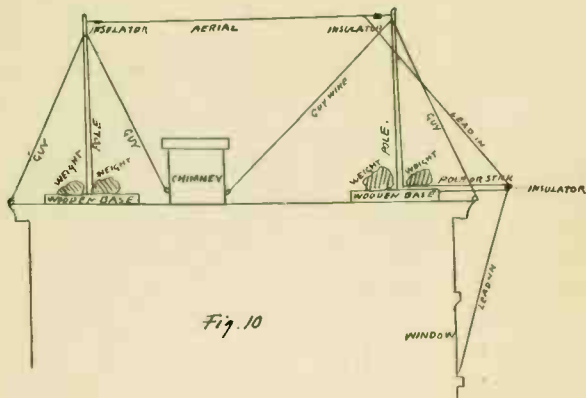 INSULATOR
AERIAL
INSULATOR
GUY
POLE
GUY
GUY WIRE
POLE.
GUY
LEAD IN
WEIGHT
WEIGHT
CHIMNEY
WEIGHT
WEIGHT
POLE OR STICK
INSULATOR
WOODEN BASE
WOODEN BASE
LEAD IN
Fig. 10
WINDOW